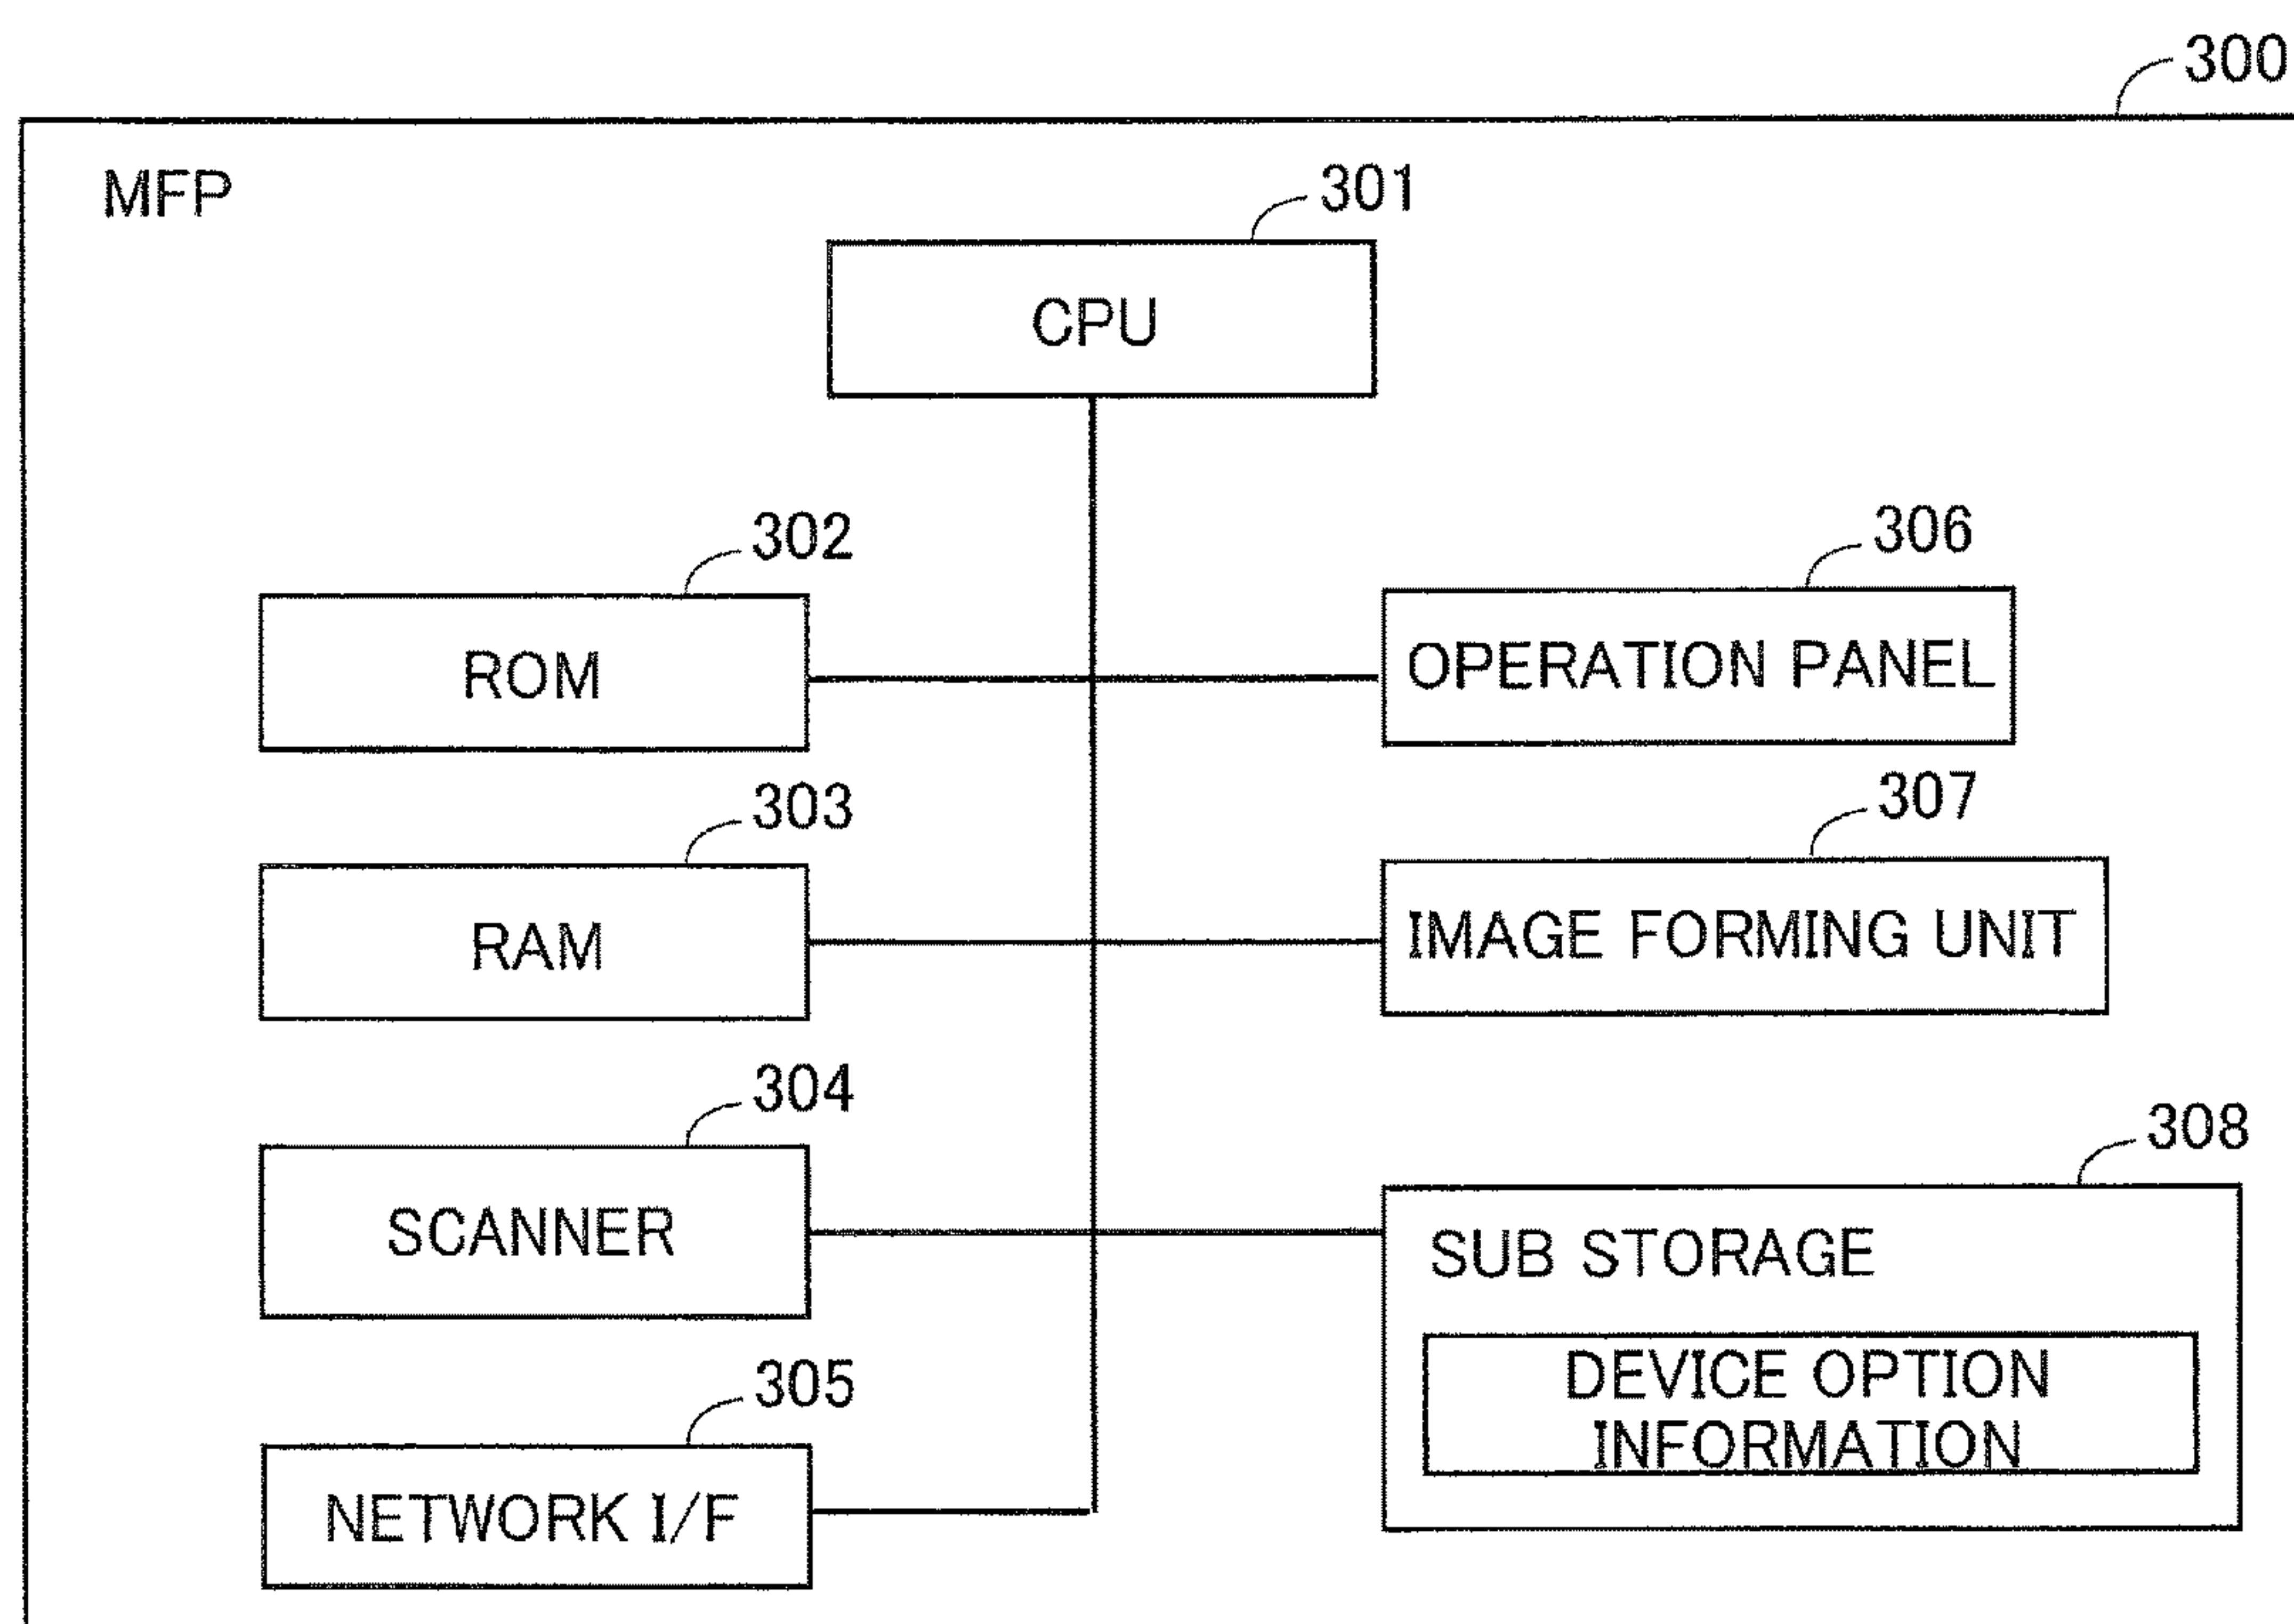 300
MFP
301
CPU
302
ROM
306
OPERATION PANEL
303
RAM
307
IMAGE FORMING UNIT
304
SCANNER
308
SUB STORAGE
DEVICE OPTION
INFORMATION
305
NETWORK I/F